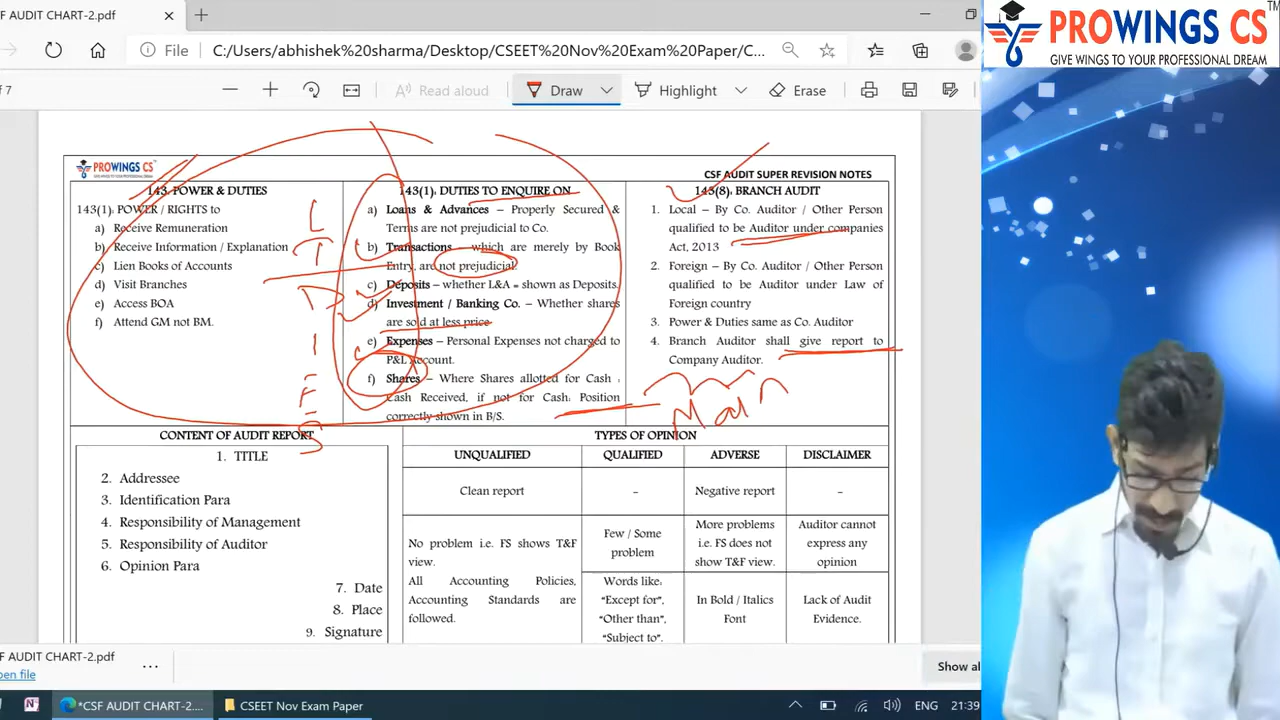 CSF AUDIT CHART-2.pdf
File
C:/Users/abhishek%20sharma/Desktop/CSEET%20Nov%20Exam%20Paper/C...
of 7
Read aloud
Draw
Highlight
Erase
PROWINGS CS™
GIVE WINGS TO YOUR PROFESSIONAL DREAM
PROWINGS CS
CSF AUDIT SUPER REVISION NOTES
143. POWER & DUTIES
143(1): POWER / RIGHTS to
a) Receive Remuneration
b) Receive Information / Explanation
c) Lien Books of Accounts
d) Visit Branches
e) Access BOA
f) Attend GM not BM.
L
T
D
I
E
S
143(1): DUTIES TO ENQUIRE ON
a) Loans & Advances – Properly Secured &
Terms are not prejudicial to Co.
b) Transactions – which are merely by Book
Entry, are not prejudicial.
c) Deposits – whether L&A = shown as Deposits.
d) Investment / Banking Co. – Whether shares
are sold at less price
e) Expenses – Personal Expenses not charged to
P&L Account.
f) Shares – Where Shares allotted for Cash :
Cash Received, if not for Cash: Position
correctly shown in B/S.
143(8): BRANCH AUDIT
1. Local – By Co. Auditor / Other Person
qualified to be Auditor under companies
Act, 2013
2. Foreign – By Co. Auditor / Other Person
qualified to be Auditor under Law of
Foreign country
3. Power & Duties same as Co. Auditor
4. Branch Auditor shall give report to
Company Auditor.
Main
CONTENT OF AUDIT REPORT
1. TITLE
2. Addressee
3. Identification Para
4. Responsibility of Management
5. Responsibility of Auditor
6. Opinion Para
7. Date
8. Place
9. Signature
TYPES OF OPINION
UNQUALIFIED QUALIFIED ADVERSE DISCLAIMER
Clean report – Negative report –
No problem i.e. FS shows T&F
view.
All Accounting Policies,
Accounting Standards are
followed.
Few / Some
problem
More problems
i.e. FS does not
show T&F view.
Auditor cannot
express any
opinion
Words like:
"Except for",
"Other than",
"Subject to".
In Bold / Italics
Font
Lack of Audit
Evidence.
SF AUDIT CHART-2.pdf
pen file
Show al
*CSF AUDIT CHART-2....
CSEET Nov Exam Paper
ENG
21:39